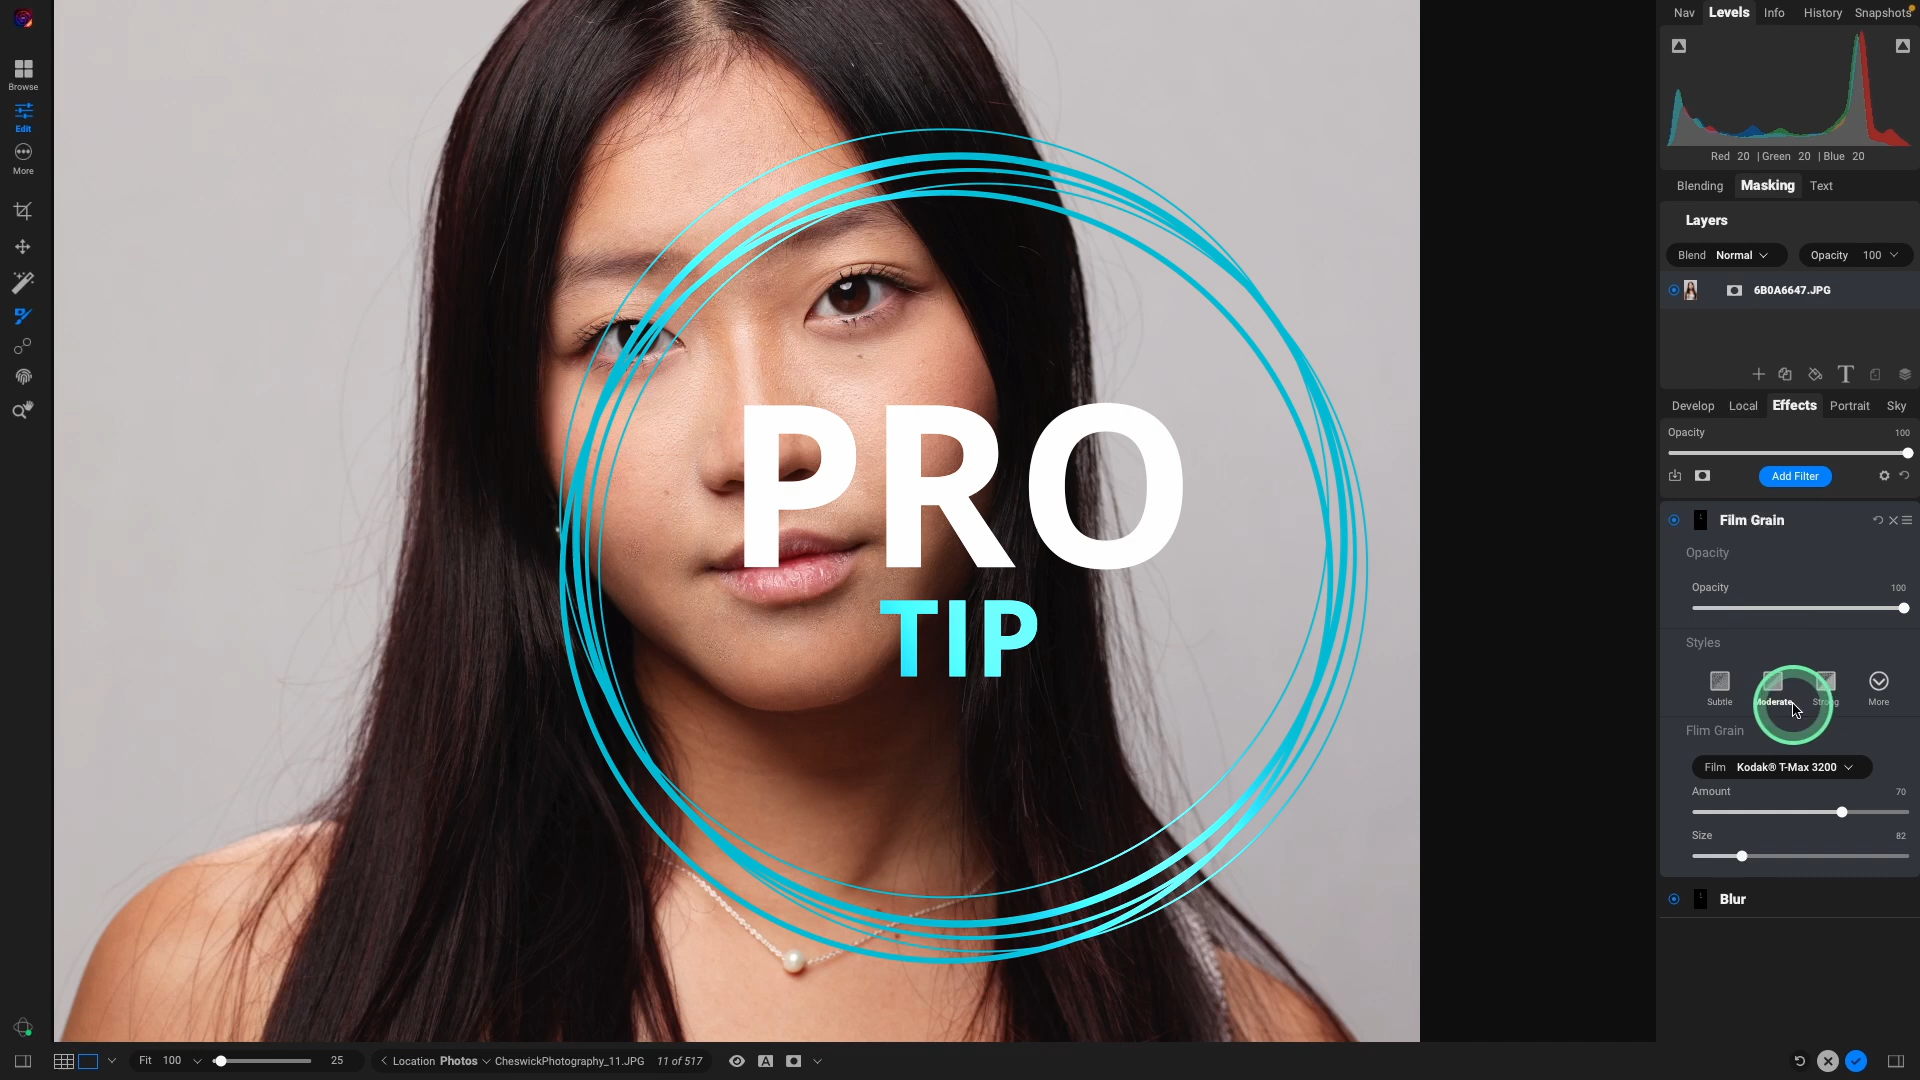 Browse
Edit
More
PRO
TIP
Nav Levels Info History Snapshots
Red 20 | Green 20 | Blue 20
Blending Masking Text
Layers
Blend Normal Opacity 100
6B0A6647.JPG
T
Develop Local Effects Portrait Sky
Opacity 100
Add Filter
Film Grain
Opacity
Opacity 100
Styles
Subtle Moderate Strong More
Flim Grain
Film Kodak® T-Max 3200
Amount 70
Size 82
Blur
Fit 100 25 Location Photos CheswickPhotography_11.JPG 11 of 517 A